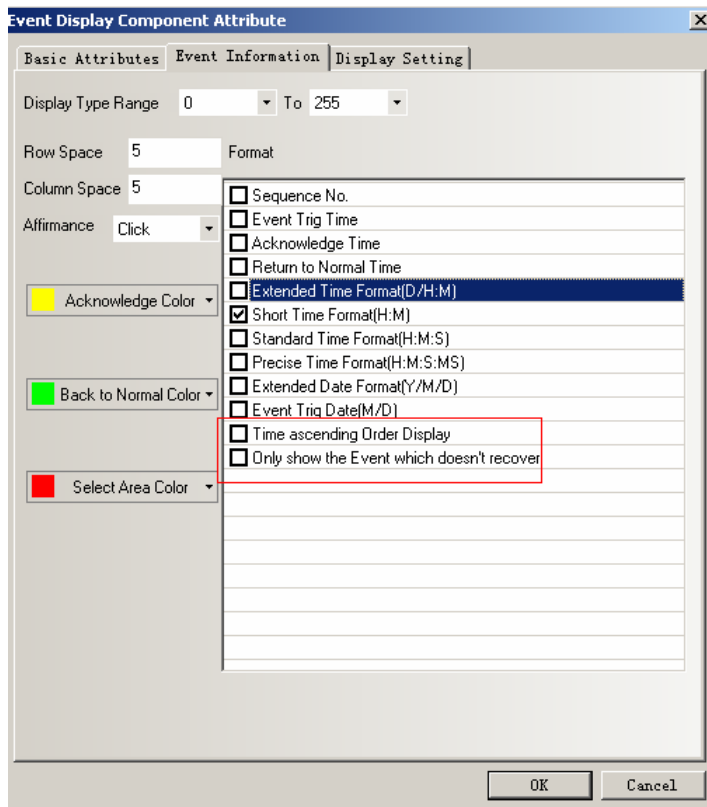 Event Display Component Attribute
Basic Attributes Event Information Display Setting
Display Type Range 0 To 255
Row Space 5 Format
Column Space 5
Affirmance Click
Acknowledge Color
Back to Normal Color
Select Area Color
Sequence No.
Event Trig Time
Acknowledge Time
Return to Normal Time
Extended Time Format(D/H:M)
Short Time Format(H:M)
Standard Time Format(H:M:S)
Precise Time Format(H:M:S:MS)
Extended Date Format(Y/M/D)
Event Trig Date(M/D)
Time ascending Order Display
Only show the Event which doesn't recover
OK Cancel